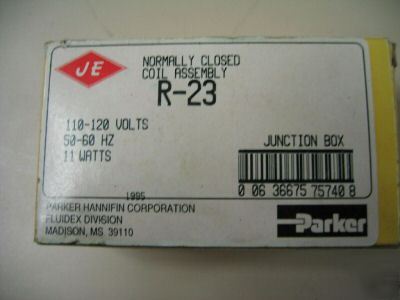 JE
NORMALLY CLOSED
COIL ASSEMBLY
R-23
110-120 VOLTS
50-60 HZ
11 WATTS
JUNCTION BOX
0 06 36675 75740 8
1995
PARKER HANNIFIN CORPORATION
FLUIDEX DIVISION
MADISON, MS 39110
Parker